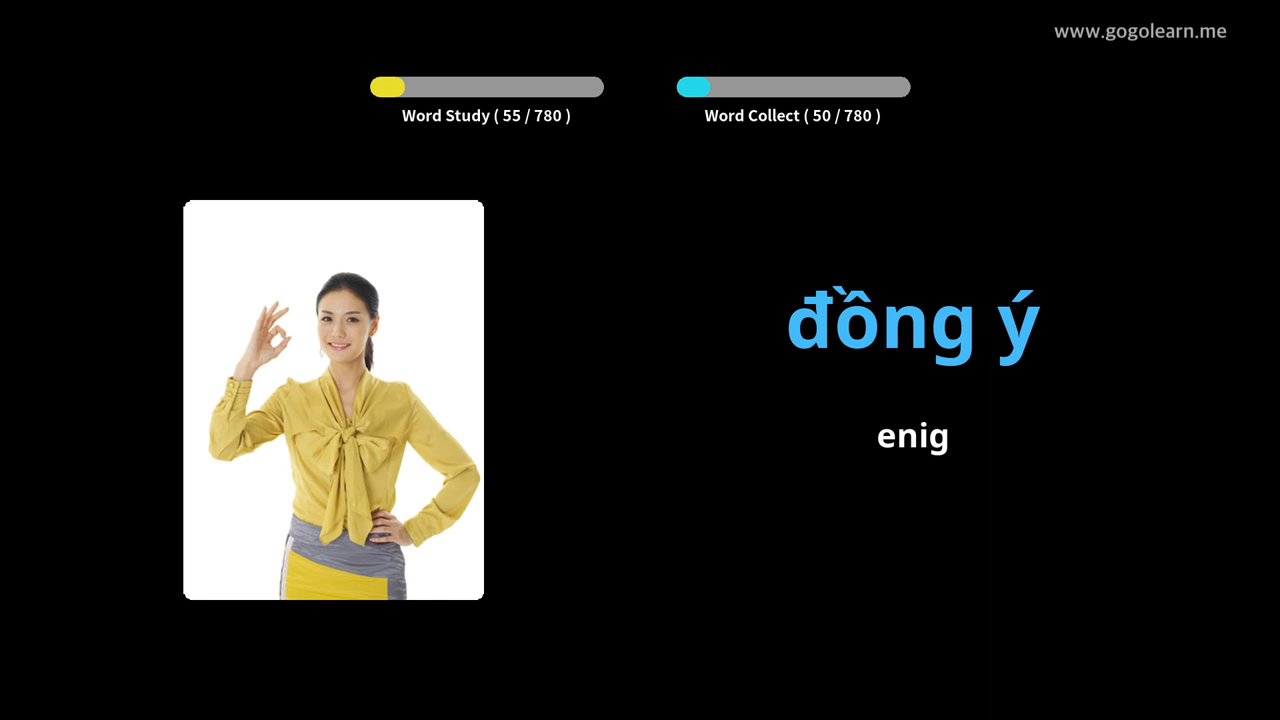 www.gogolearn.me
Word Study ( 55 / 780 )
Word Collect ( 50 / 780 )
đồng ý
enig